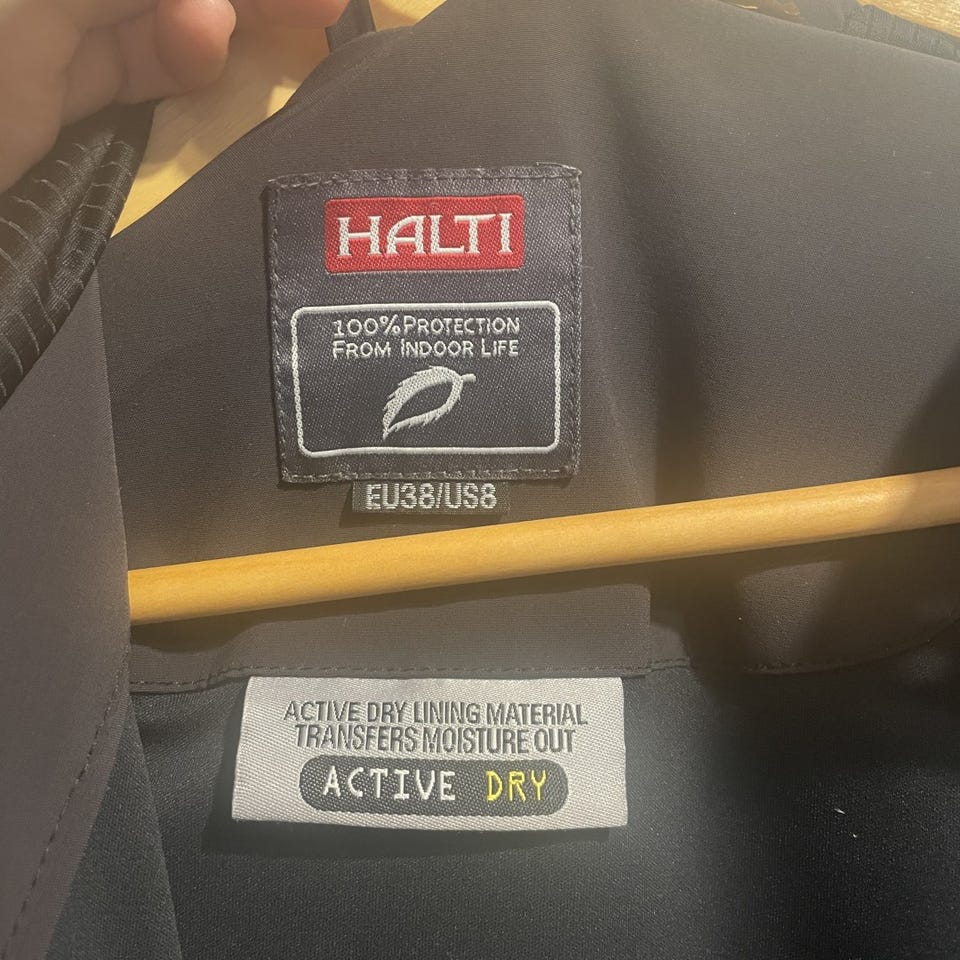 HALTI
100% PROTECTION
FROM INDOOR LIFE
EU38/US8
ACTIVE DRY LINING MATERIAL
TRANSFERS MOISTURE OUT
ACTIVE DRY